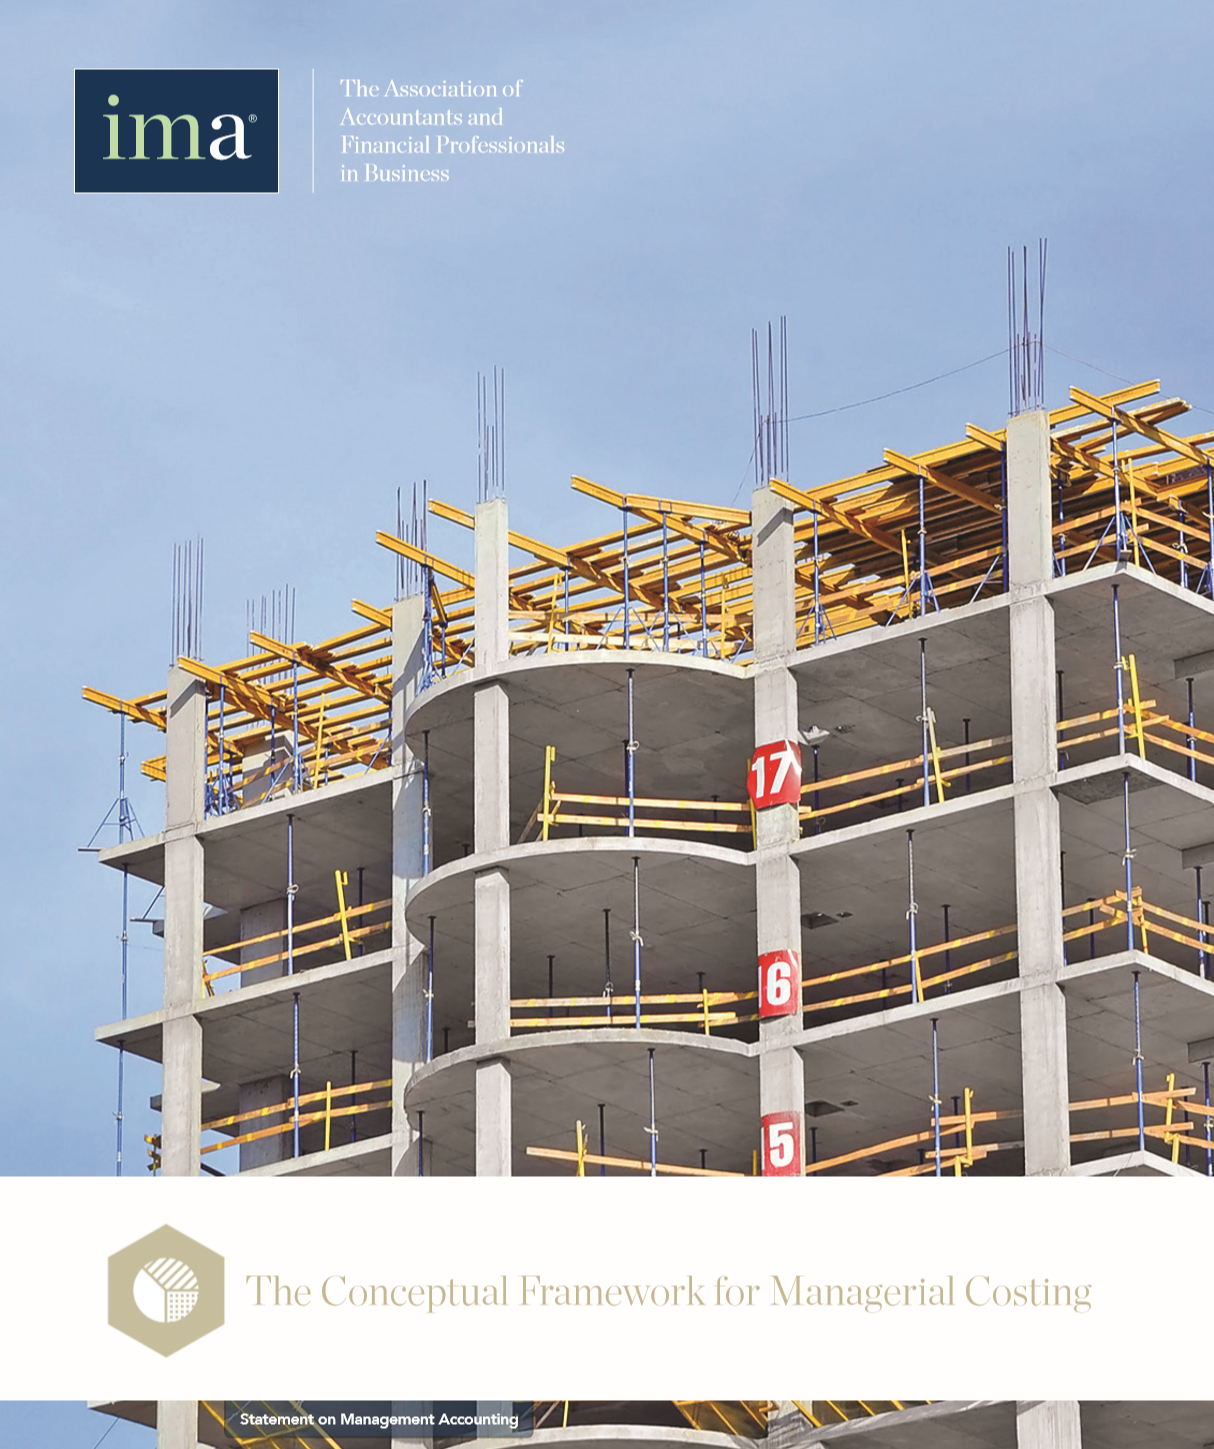 ima®
The Association of
Accountants and
Financial Professionals
in Business
17
6
5
The Conceptual Framework for Managerial Costing
Statement on Management Accounting